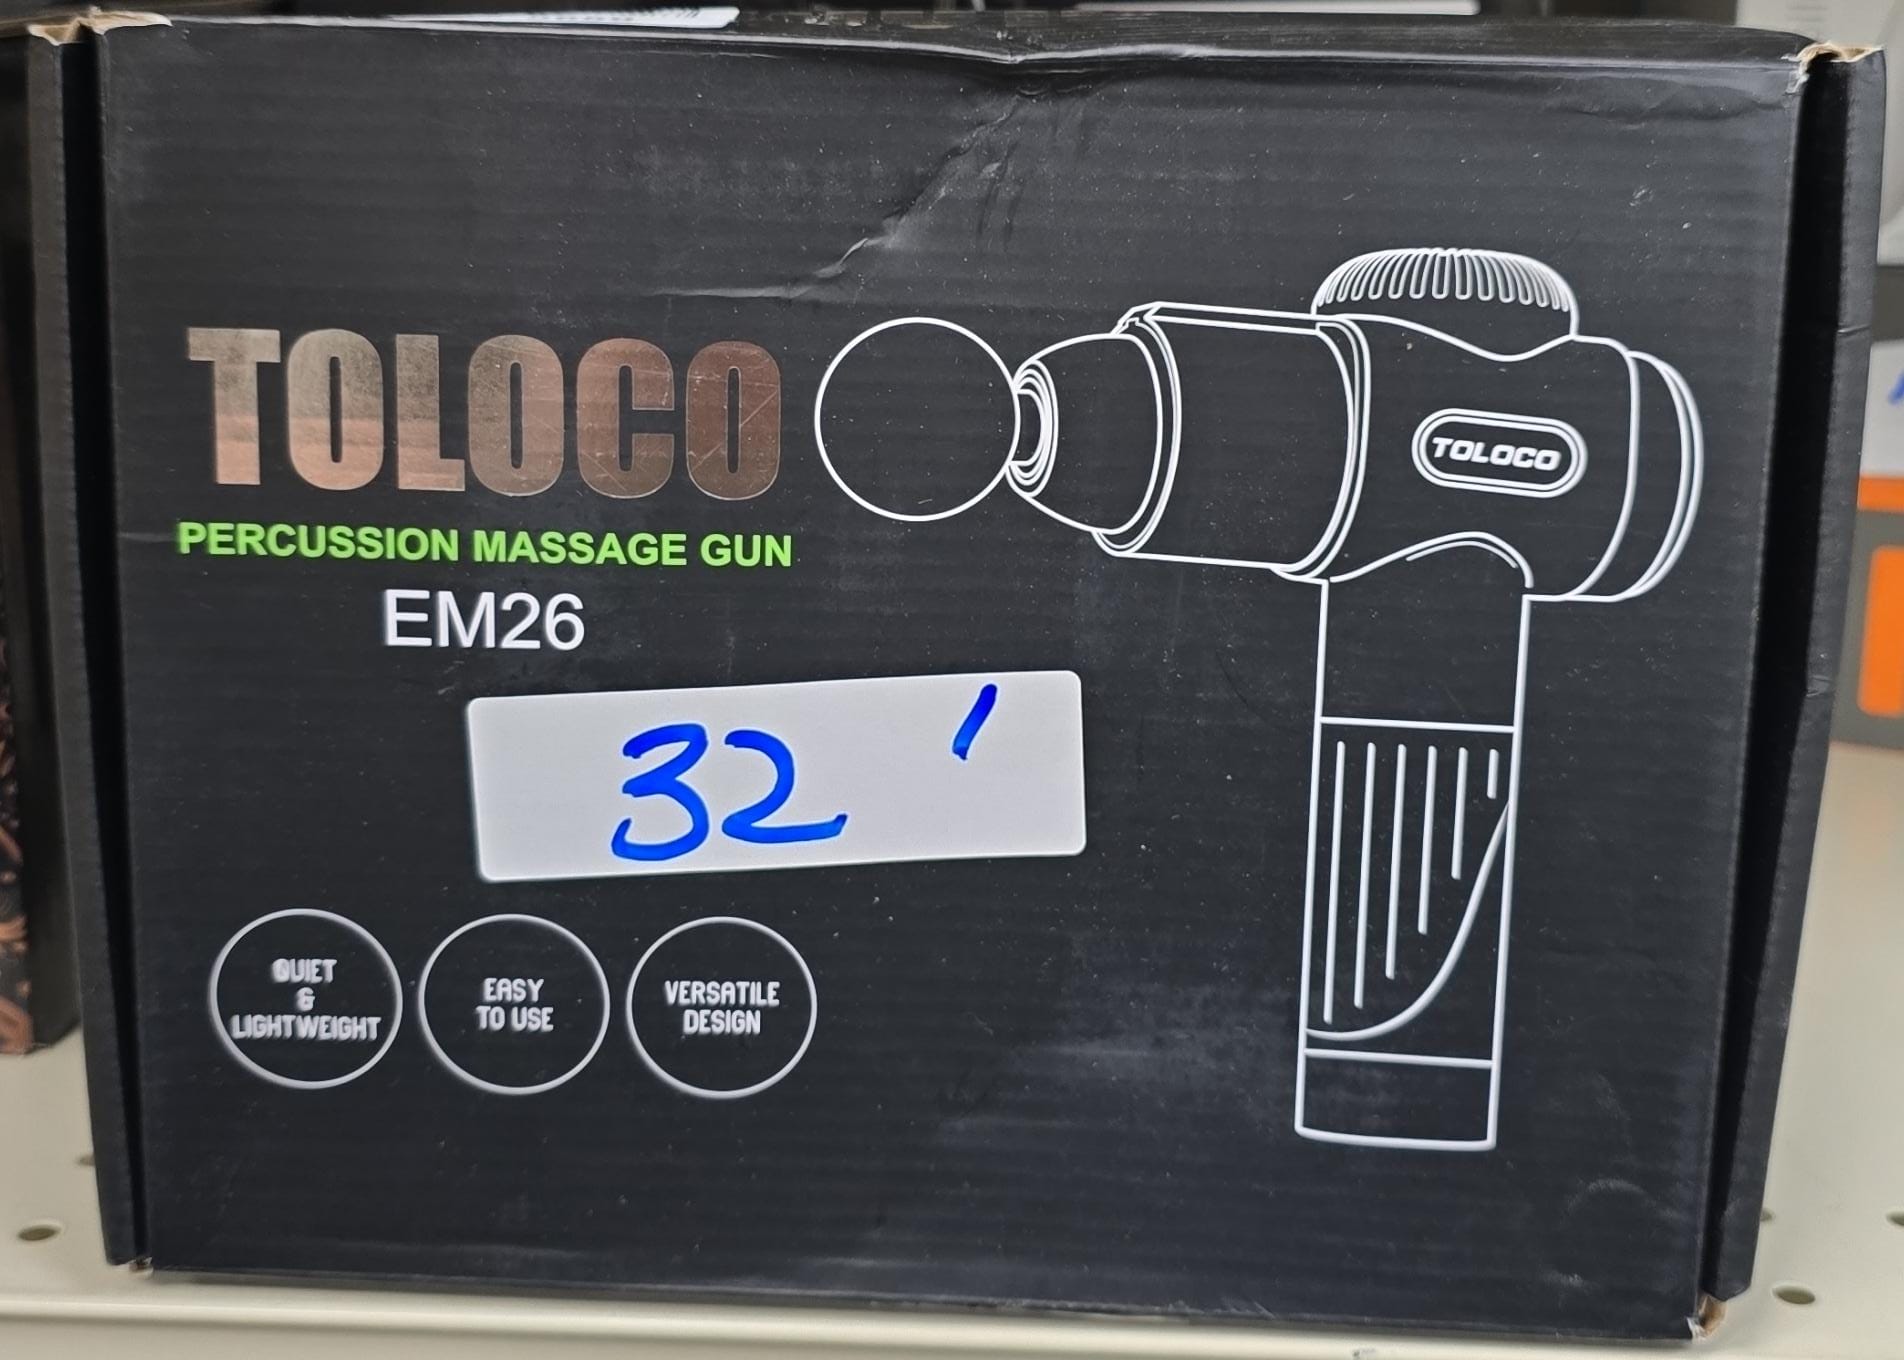 TOLOCO
PERCUSSION MASSAGE GUN
EM26
TOLOCO
32 '
QUIET
&
LIGHTWEIGHT
EASY
TO USE
VERSATILE
DESIGN